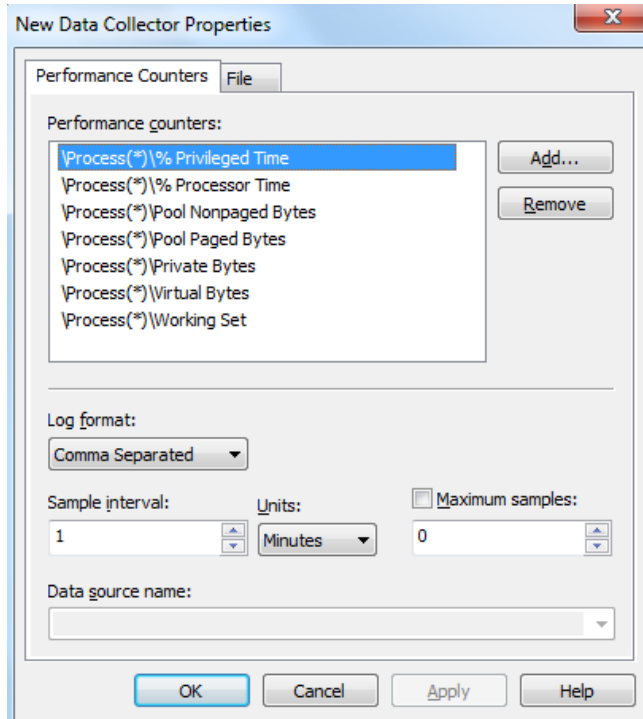 New Data Collector Properties
Performance Counters File
Performance counters:
\Process(*)\% Privileged Time
\Process(*)\% Processor Time
\Process(*)\Pool Nonpaged Bytes
\Process(*)\Pool Paged Bytes
\Process(*)\Private Bytes
\Process(*)\Virtual Bytes
\Process(*)\Working Set
Add...
Remove
Log format:
Comma Separated
Sample interval: Units: Maximum samples:
1 Minutes 0
Data source name:
OK Cancel Apply Help